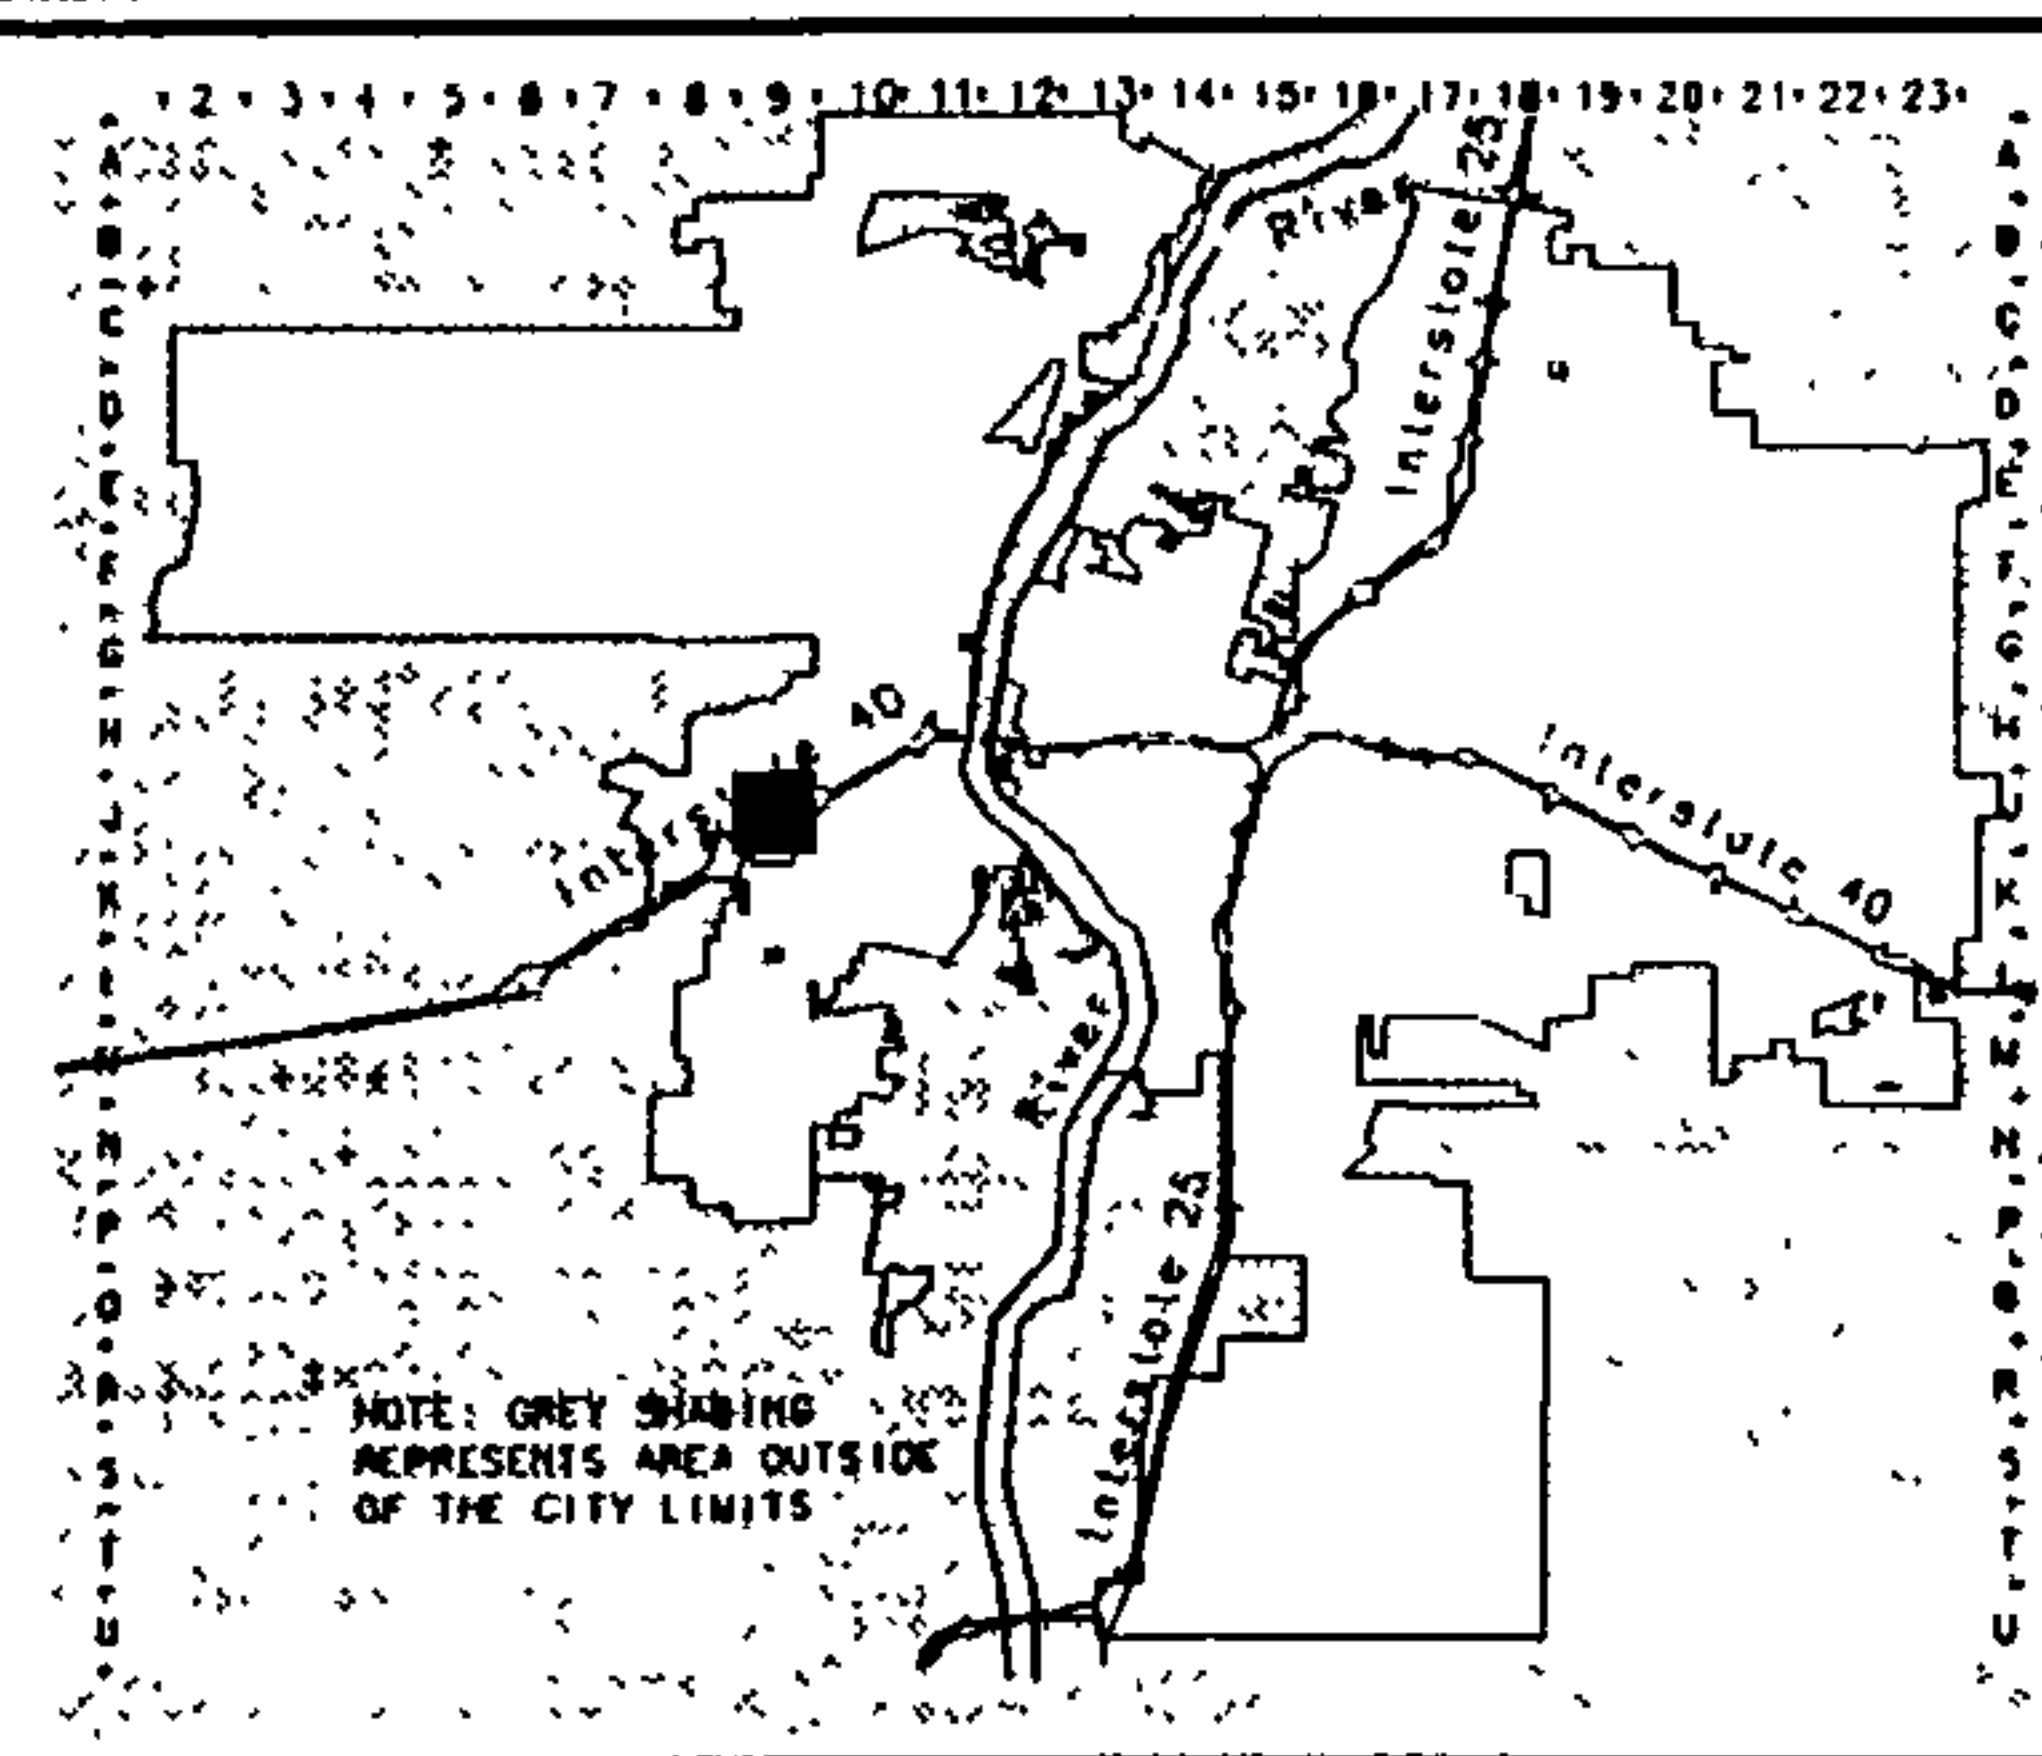 2 3 4 5 6 7 8 9 10 11 12 13 14 15 16 17 18 19 20 21 22 23
A A
B B
C C
D D
E E
F F
G G
H H
J J
K K
L L
M M
N N
P P
Q Q
R R
S S
T T
U U
River
Interstate 25
40
Interstate 40
River
Interstate 25
NOTE: GREY SHADING
REPRESENTS AREA OUTSIDE
OF THE CITY LIMITS